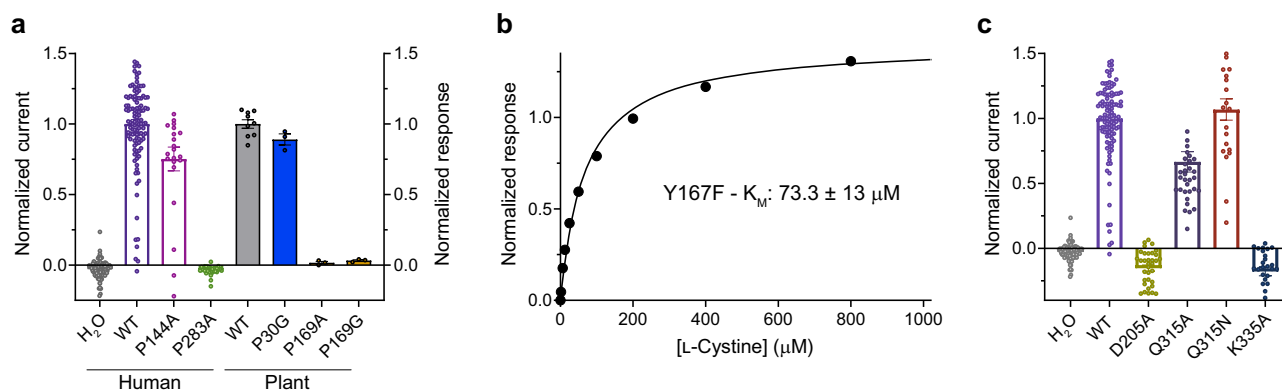 a
Normalized current
1.5
1.0
0.5
0.0
1.5
1.0
0.5
0.0
Normalized response
H2O
WT
P144A
P283A
WT
P30G
P169A
P169G
Human
Plant
b
Normalized response
1.5
1.0
0.5
0.0
Y167F - KM: 73.3 ± 13 μM
0
200
400
600
800
1000
[L-Cystine] (μM)
c
Normalized current
1.5
1.0
0.5
0.0
H2O
WT
D205A
Q315A
Q315N
K335A